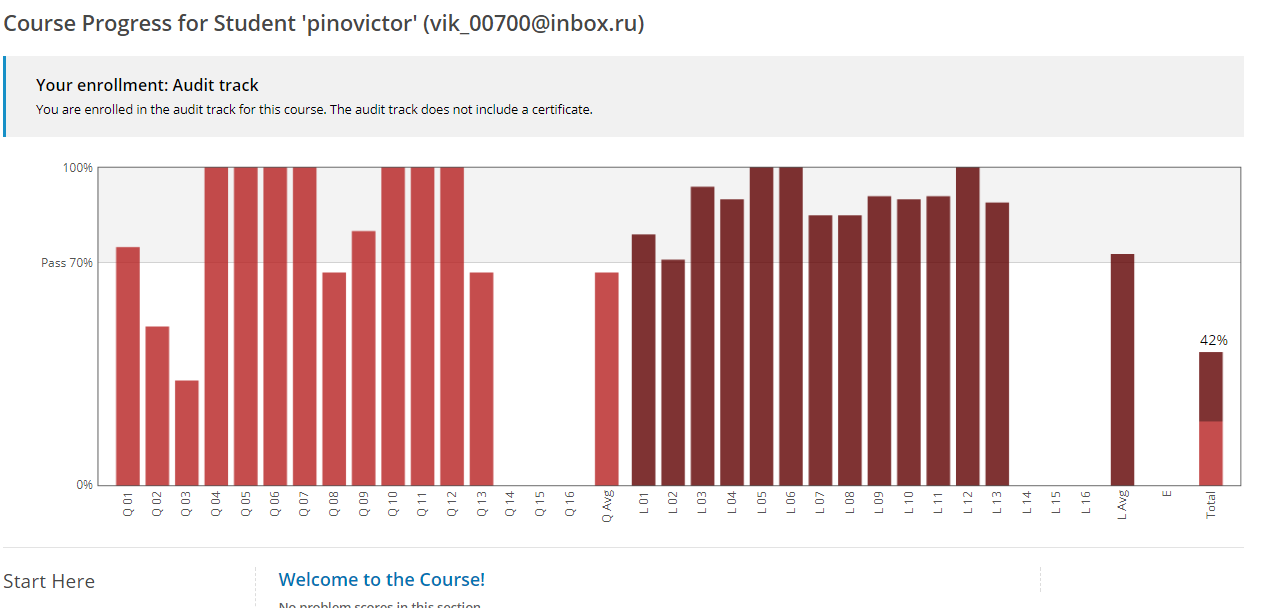 Course Progress for Student 'pinovictor' (vik_00700@inbox.ru)
Your enrollment: Audit track
You are enrolled in the audit track for this course. The audit track does not include a certificate.
100%
Pass 70%
42%
0%
Q 01 Q 02 Q 03 Q 04 Q 05 Q 06 Q 07 Q 08 Q 09 Q 10 Q 11 Q 12 Q 13 Q 14 Q 15 Q 16 Q Avg L 01 L 02 L 03 L 04 L 05 L 06 L 07 L 08 L 09 L 10 L 11 L 12 L 13 L 14 L 15 L 16 L Avg E Total
Start Here
Welcome to the Course!
No problem scores in this section